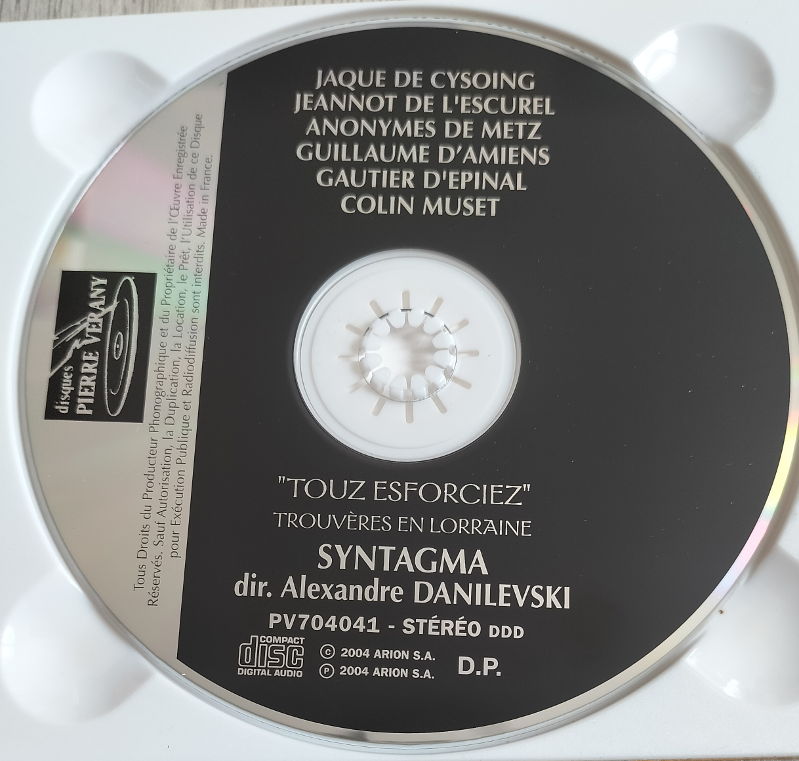 JAQUE DE CYSOING
JEANNOT DE L'ESCUREL
ANONYMES DE METZ
GUILLAUME D'AMIENS
GAUTIER D'EPINAL
COLIN MUSET
disques
PIERRE VERANY
Tous Droits du Producteur Phonographique et du Propriétaire de l'Œuvre Enregistrée
Réservés. Sauf Autorisation, la Duplication, la Location, le Prêt, l'Utilisation de ce Disque
pour Exécution Publique et Radiodiffusion sont interdits. Made in France.
"TOUZ ESFORCIEZ"
TROUVÈRES EN LORRAINE
SYNTAGMA
dir. Alexandre DANILEVSKI
PV704041 - STÉRÉO DDD
COMPACT
disc
DIGITAL AUDIO
© 2004 ARION S.A.
℗ 2004 ARION S.A.
D.P.